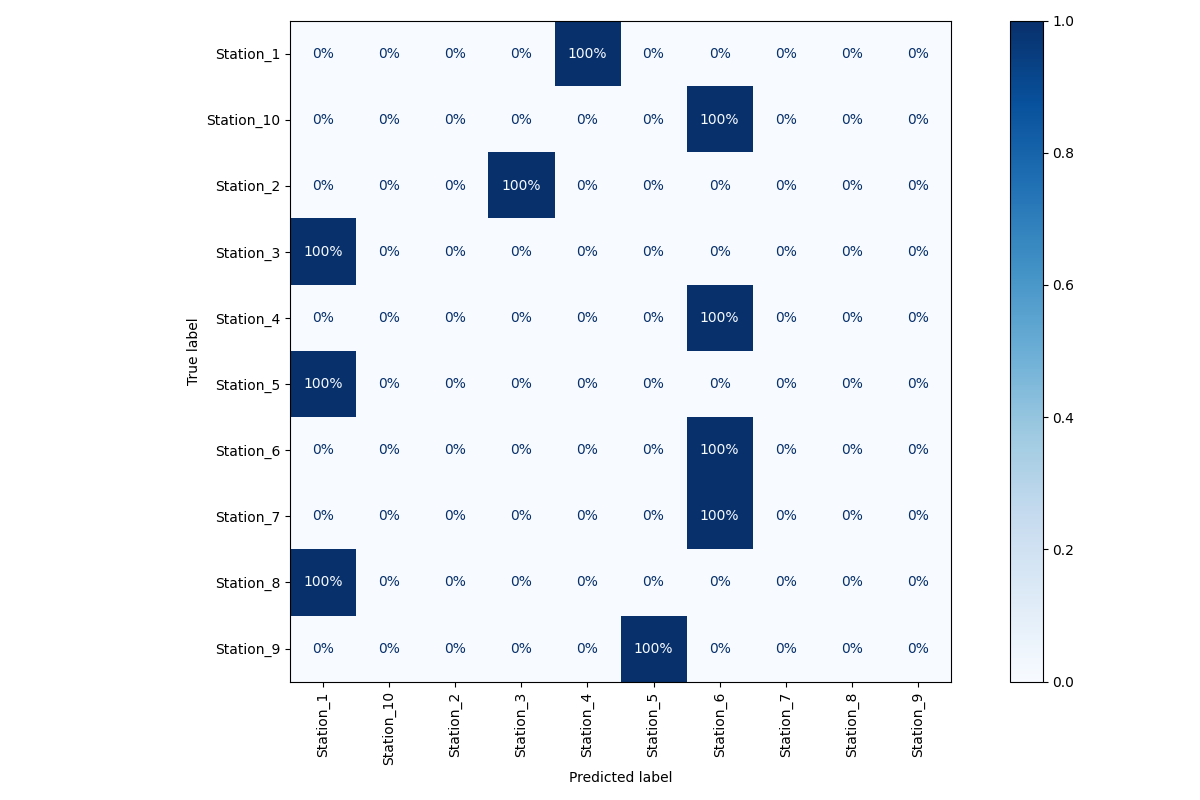 Station_1 0% 0% 0% 0% 100% 0% 0% 0% 0% 0%
Station_10 0% 0% 0% 0% 0% 0% 100% 0% 0% 0%
Station_2 0% 0% 0% 100% 0% 0% 0% 0% 0% 0%
Station_3 100% 0% 0% 0% 0% 0% 0% 0% 0% 0%
Station_4 0% 0% 0% 0% 0% 0% 100% 0% 0% 0%
Station_5 100% 0% 0% 0% 0% 0% 0% 0% 0% 0%
Station_6 0% 0% 0% 0% 0% 0% 100% 0% 0% 0%
Station_7 0% 0% 0% 0% 0% 0% 100% 0% 0% 0%
Station_8 100% 0% 0% 0% 0% 0% 0% 0% 0% 0%
Station_9 0% 0% 0% 0% 0% 100% 0% 0% 0% 0%
True label
Station_1
Station_10
Station_2
Station_3
Station_4
Station_5
Station_6
Station_7
Station_8
Station_9
Predicted label
1.0
0.8
0.6
0.4
0.2
0.0